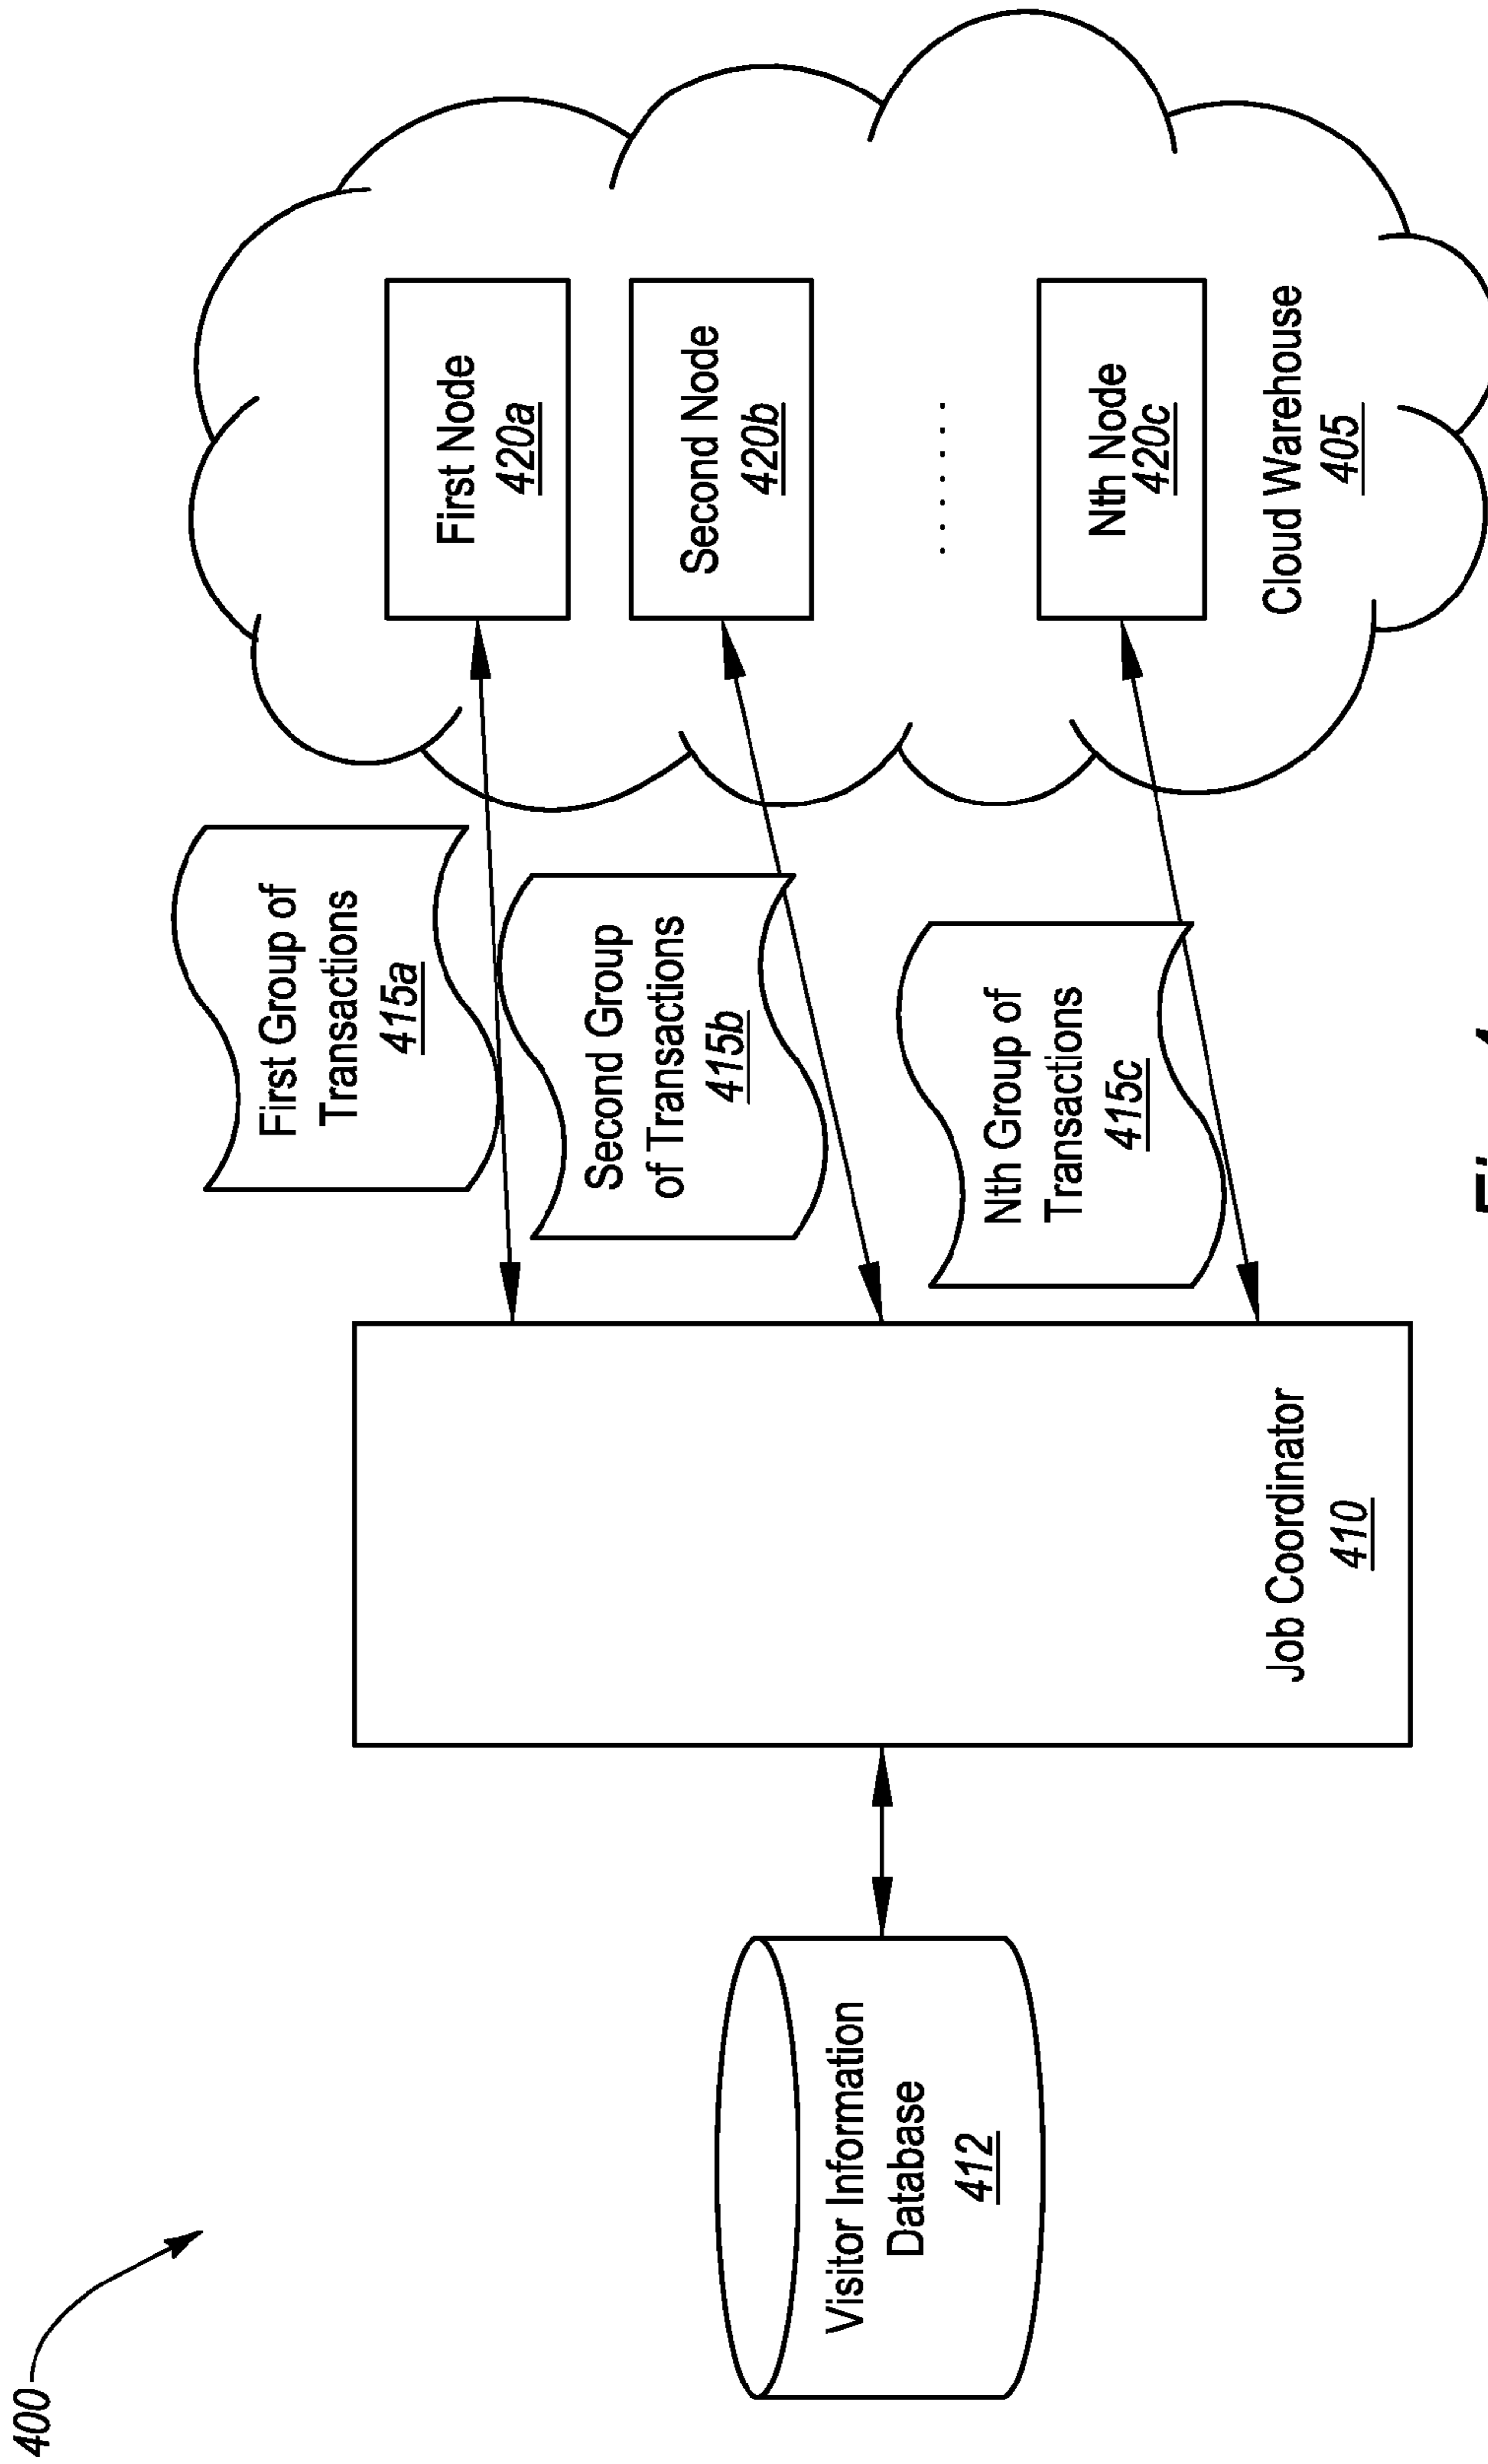 400
Visitor Information
Database
412
Job Coordinator
410
First Group of
Transactions
415a
Second Group
of Transactions
415b
Nth Group of
Transactions
415c
First Node
420a
Second Node
420b
. . . . . . .
Nth Node
420c
Cloud Warehouse
405